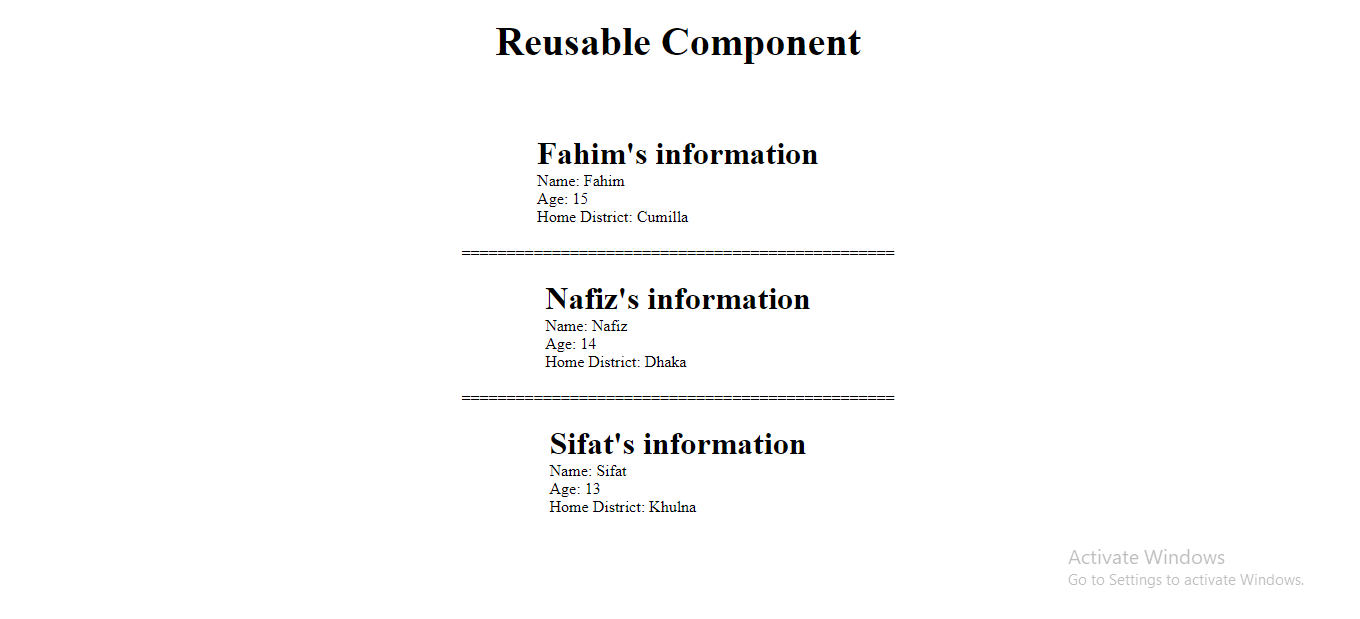 Reusable Component
Fahim's information
Name: Fahim
Age: 15
Home District: Cumilla
================================================
Nafiz's information
Name: Nafiz
Age: 14
Home District: Dhaka
================================================
Sifat's information
Name: Sifat
Age: 13
Home District: Khulna
Activate Windows
Go to Settings to activate Windows.